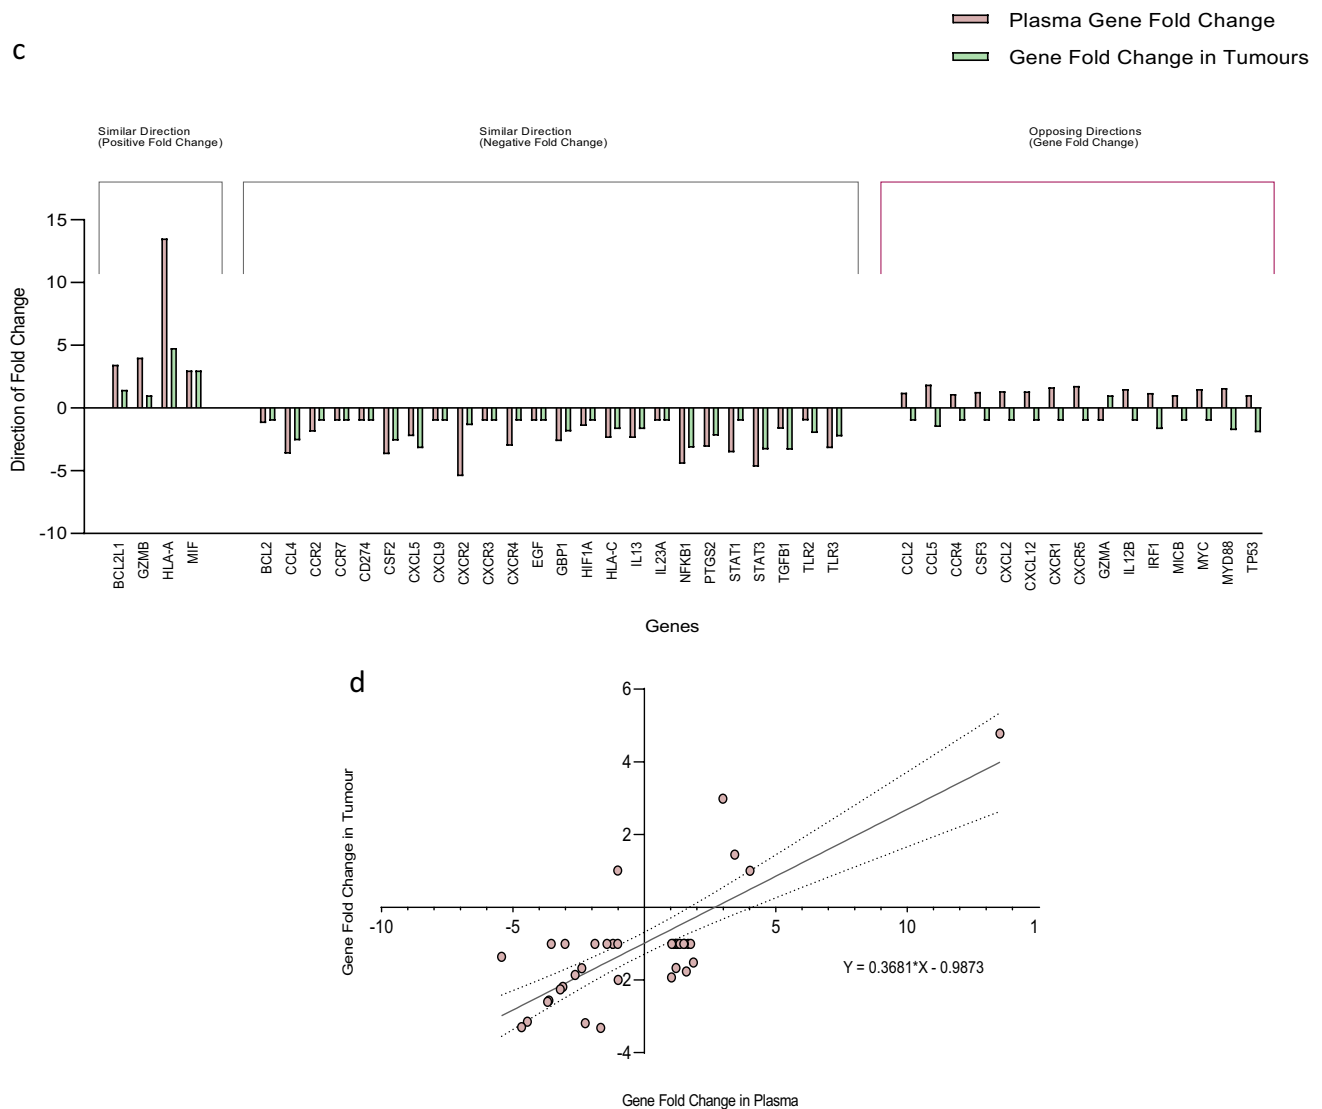 Plasma Gene Fold Change
Gene Fold Change in Tumours
c
Similar Direction
(Positive Fold Change)
Similar Direction
(Negative Fold Change)
Opposing Directions
(Gene Fold Change)
15
10
5
0
-5
-10
Direction of Fold Change
BCL2L1
GZMB
HLA-A
MIF
BCL2
CCL4
CCR2
CCR7
CD274
CSF2
CXCL5
CXCL9
CXCR2
CXCR3
CXCR4
EGF
GBP1
HIF1A
HLA-C
IL13
IL23A
NFKB1
PTGS2
STAT1
STAT3
TGFB1
TLR2
TLR3
CCL2
CCL5
CCR4
CSF3
CXCL2
CXCL12
CXCR1
CXCR5
GZMA
IL12B
IRF1
MICB
MYC
MYD88
TP53
Genes
d
6
4
2
-2
-4
Gene Fold Change in Tumour
-10
-5
5
10
1
Y = 0.3681*X - 0.9873
Gene Fold Change in Plasma